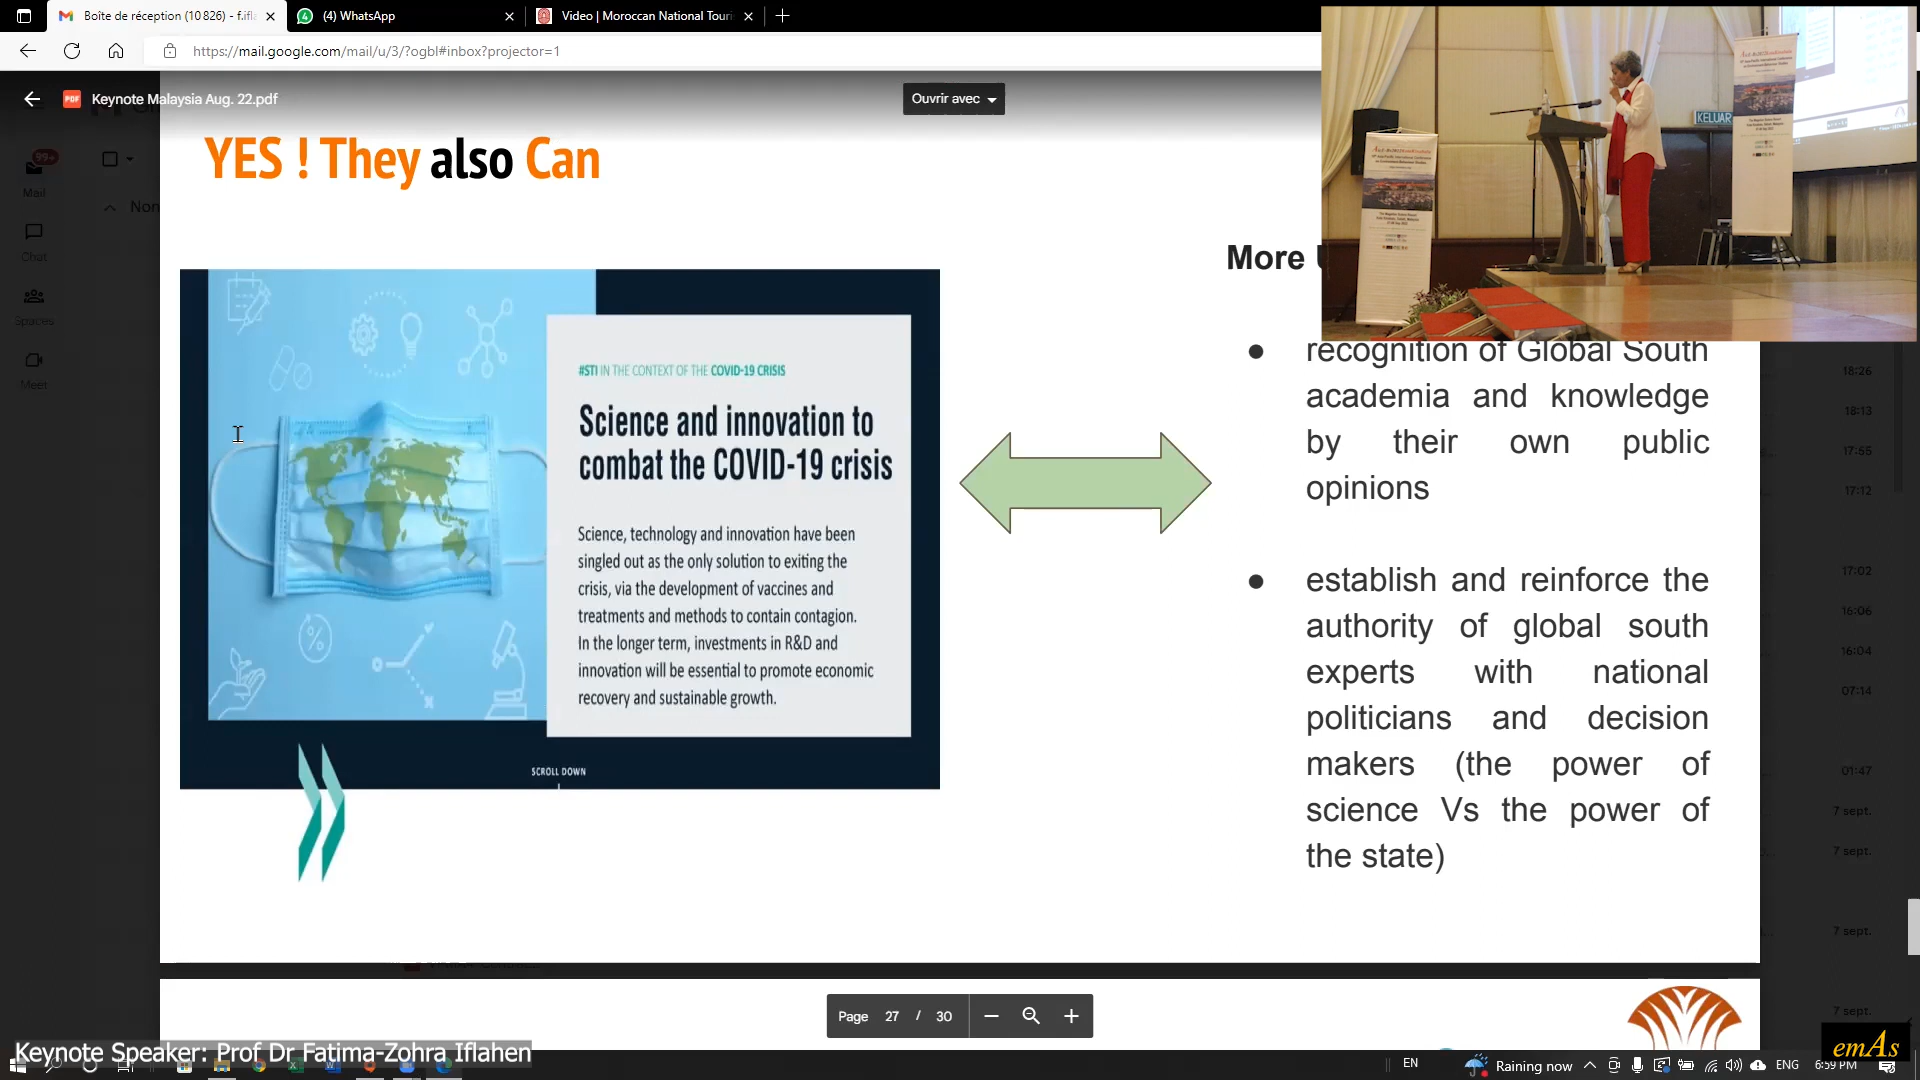 Boîte de réception (10 826) - f.ifla
(4) WhatsApp
Video | Moroccan National Touri
https://mail.google.com/mail/u/3/?ogbl#inbox?projector=1
PDF
Keynote Malaysia Aug. 22.pdf
Ouvrir avec
99+
Mail
Chat
Spaces
Meet
Non
YES ! They also Can
#STI IN THE CONTEXT OF THE COVID-19 CRISIS
Science and innovation to
combat the COVID-19 crisis
Science, technology and innovation have been
singled out as the only solution to exiting the
crisis, via the development of vaccines and
treatments and methods to contain contagion.
In the longer term, investments in R&D and
innovation will be essential to promote economic
recovery and sustainable growth.
SCROLL DOWN
More
● recognition of Global South
academia and knowledge
by their own public
opinions
● establish and reinforce the
authority of global south
experts with national
politicians and decision
makers (the power of
science Vs the power of
the state)
KELUAR
18:26
18:13
17:55
17:12
17:02
16:06
16:04
07:14
01:47
7 sept.
7 sept.
7 sept.
7 sept.
Page 27 / 30
Keynote Speaker: Prof Dr Fatima-Zohra Iflahen
emAs
EN
Raining now
ENG
6:59 PM